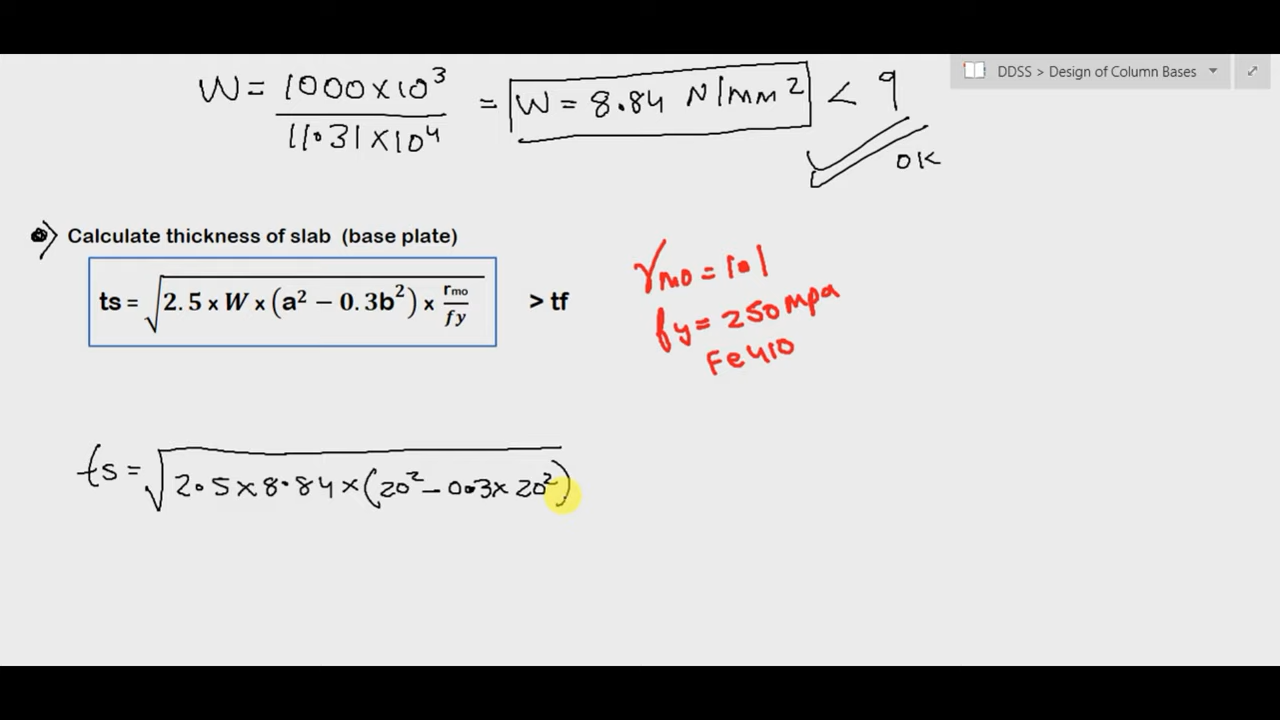 DDSS > Design of Column Bases
W = 1000×10³ / 11.31×10⁴ = W = 8.84 N/mm² < 9
OK
Calculate thickness of slab (base plate)
ts = √2.5 x W x (a² − 0.3b²) x rmo/fy > tf
γmo = 1.1
fy = 250 mpa
Fe410
ts = √2.5×8.84×(20²−0.3×20²)